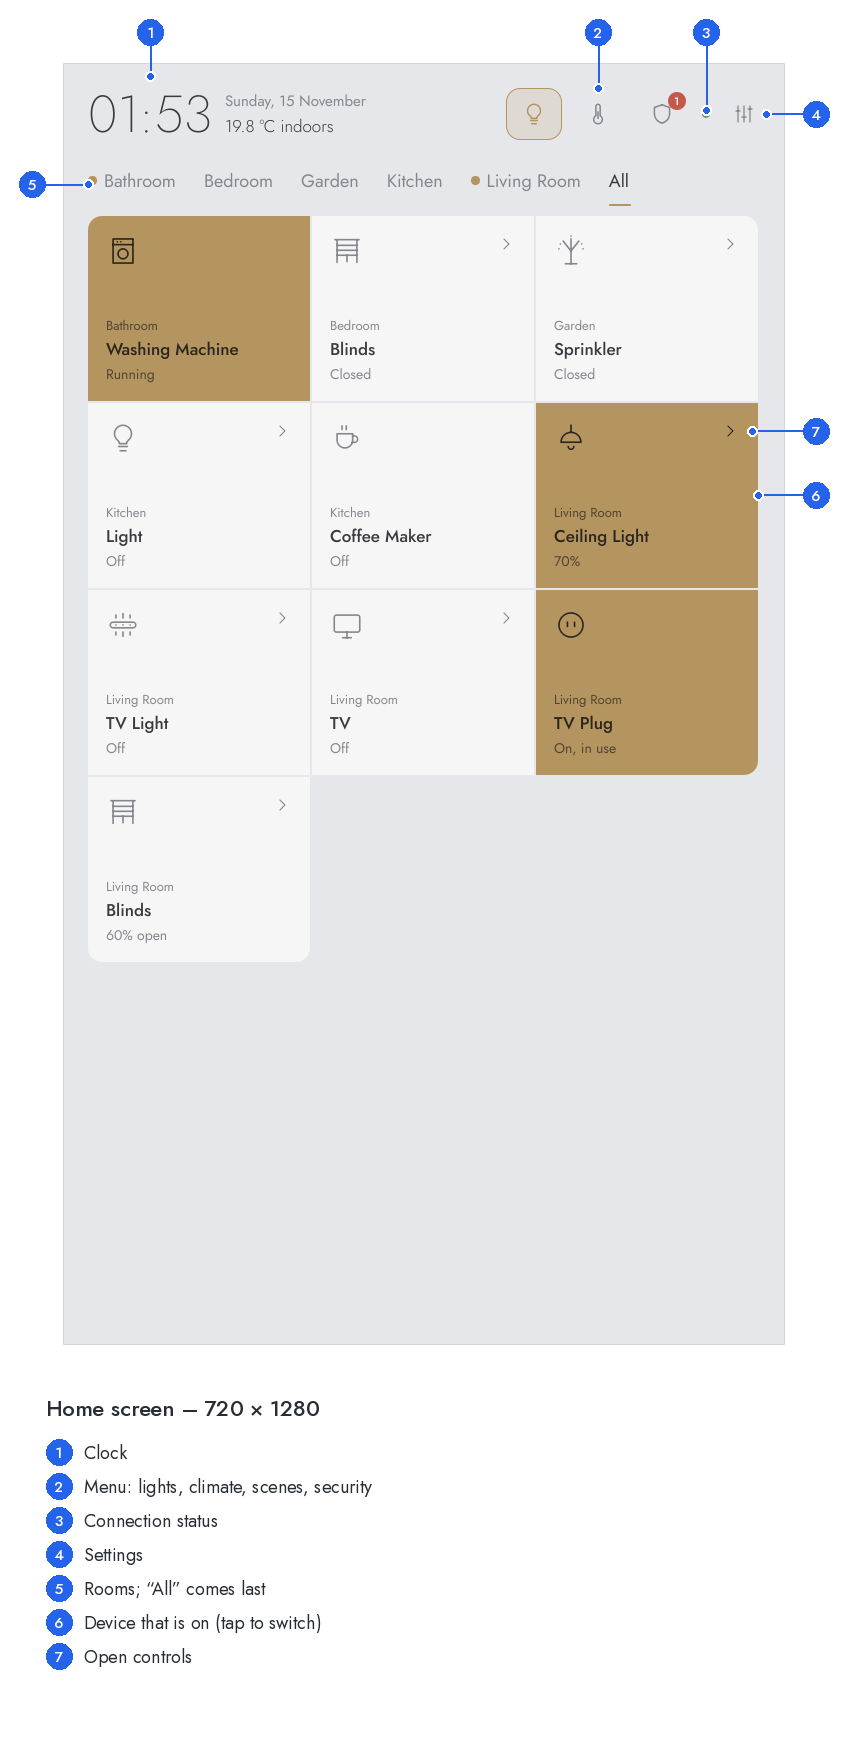 1
2
3
01:53
Sunday, 15 November
19.8 °C indoors
1
4
5
Bathroom Bedroom Garden Kitchen Living Room All
Bathroom
Washing Machine
Running
Bedroom
Blinds
Closed
Garden
Sprinkler
Closed
7
6
Kitchen
Light
Off
Kitchen
Coffee Maker
Off
Living Room
Ceiling Light
70%
Living Room
TV Light
Off
Living Room
TV
Off
Living Room
TV Plug
On, in use
Living Room
Blinds
60% open
Home screen – 720 × 1280
1 Clock
2 Menu: lights, climate, scenes, security
3 Connection status
4 Settings
5 Rooms; “All” comes last
6 Device that is on (tap to switch)
7 Open controls